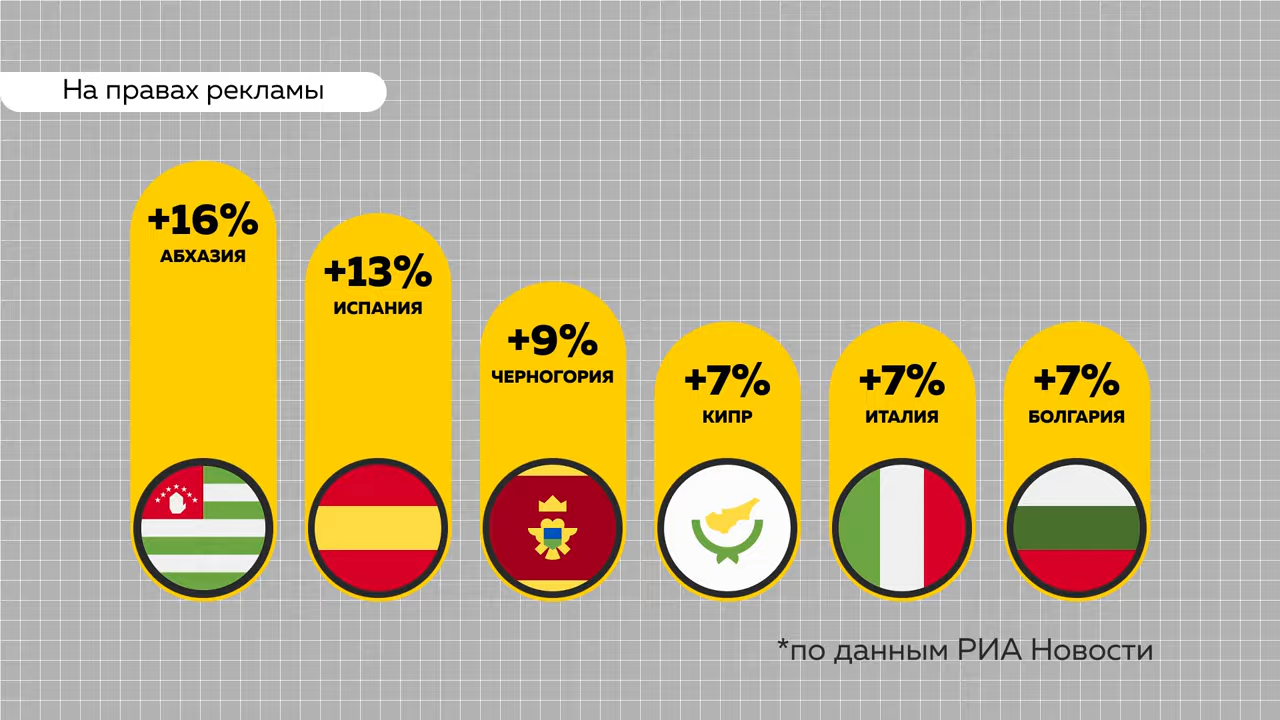 На правах рекламы
+16%
АБХАЗИЯ
+13%
ИСПАНИЯ
+9%
ЧЕРНОГОРИЯ
+7%
КИПР
+7%
ИТАЛИЯ
+7%
БОЛГАРИЯ
*по данным РИА Новости